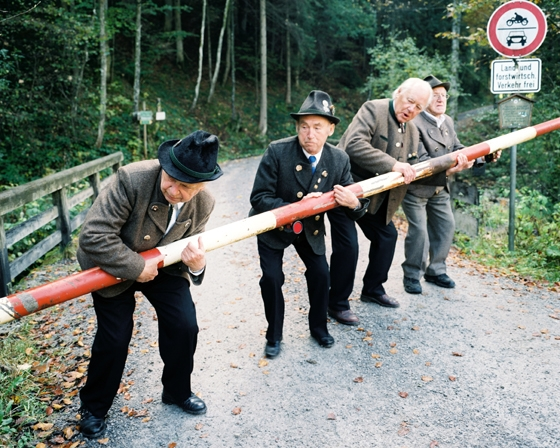 Land-und
forstwirtsch.
Verkehr frei